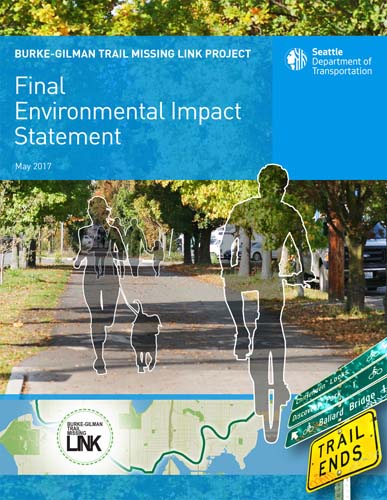 BURKE-GILMAN TRAIL MISSING LINK PROJECT
Seattle
Department of
Transportation
Final
Environmental Impact
Statement
May 2017
BURKE-GILMAN
TRAIL
MISSING
LINK
Locks
Ballard Bridge
TRAIL
ENDS